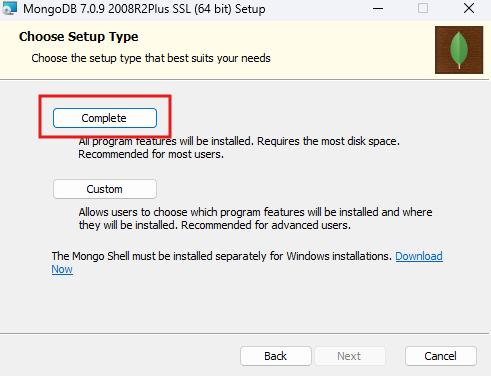 MongoDB 7.0.9 2008R2Plus SSL (64 bit) Setup
Choose Setup Type
Choose the setup type that best suits your needs
Complete
All program features will be installed. Requires the most disk space.
Recommended for most users.
Custom
Allows users to choose which program features will be installed and where
they will be installed. Recommended for advanced users.
The Mongo Shell must be installed separately for Windows installations. Download
Now
Back Next Cancel